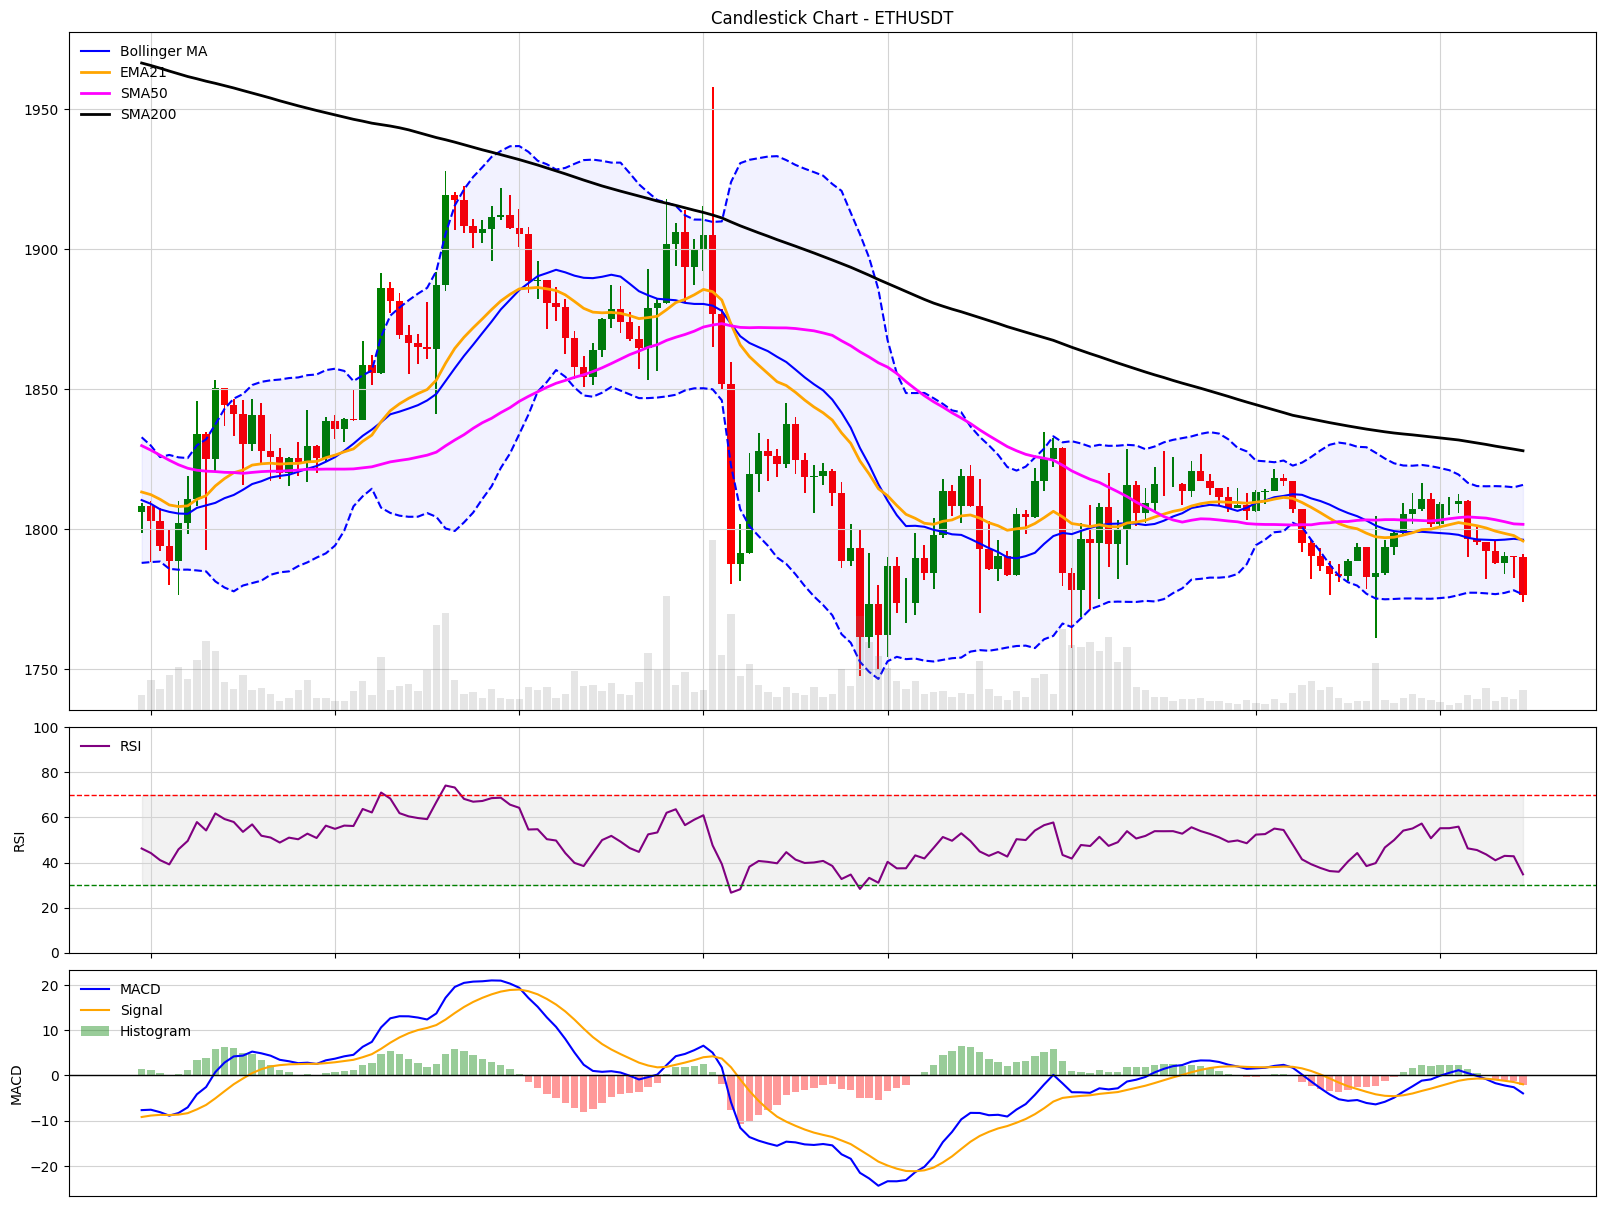 Candlestick Chart - ETHUSDT
Bollinger MA
EMA21
SMA50
SMA200
1950
1900
1850
1800
1750
RSI
100
80
60
40
20
0
RSI
MACD
Signal
Histogram
20
10
0
−10
−20
MACD